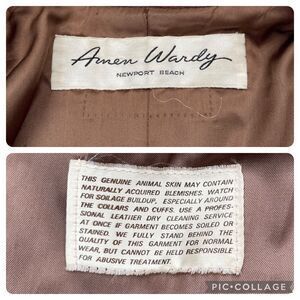 Amen Wardy
NEWPORT BEACH
THIS GENUINE ANIMAL SKIN MAY CONTAIN
NATURALLY ACQUIRED BLEMISHES. WATCH
FOR SOILAGE BUILDUP, ESPECIALLY AROUND
THE COLLARS AND CUFFS. USE A PROFES-
SIONAL LEATHER DRY CLEANING SERVICE
AT ONCE IF GARMENT BECOMES SOILED OR
STAINED. WE FULLY STAND BEHIND THE
QUALITY OF THIS GARMENT FOR NORMAL
WEAR, BUT CANNOT BE HELD RESPONSIBLE
FOR ABUSIVE TREATMENT.
PIC•COLLAGE